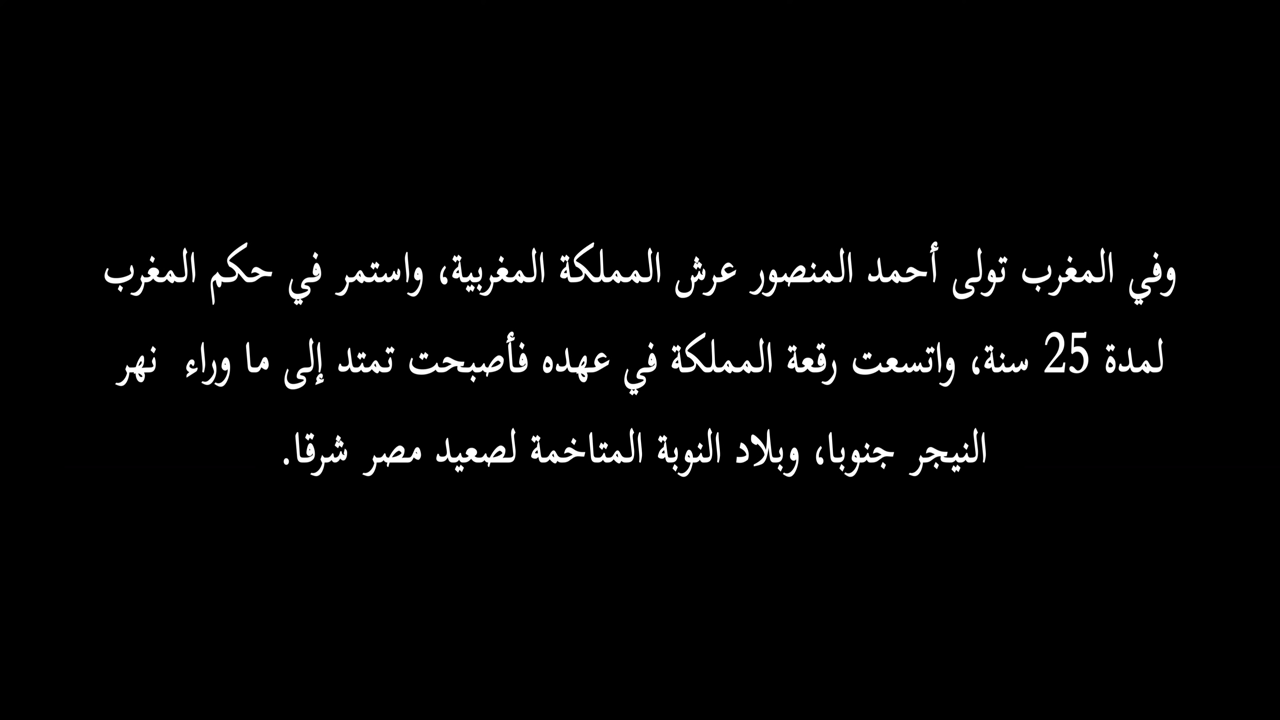 وفي المغرب تولى أحمد المنصور عرش المملكة المغربية، واستمر في حكم المغرب
لمدة 25 سنة، واتسعت رقعة المملكة في عهده فأصبحت تمتد إلى ما وراء نهر
النيجر جنوبا، وبلاد النوبة المتاخمة لصعيد مصر شرقا.